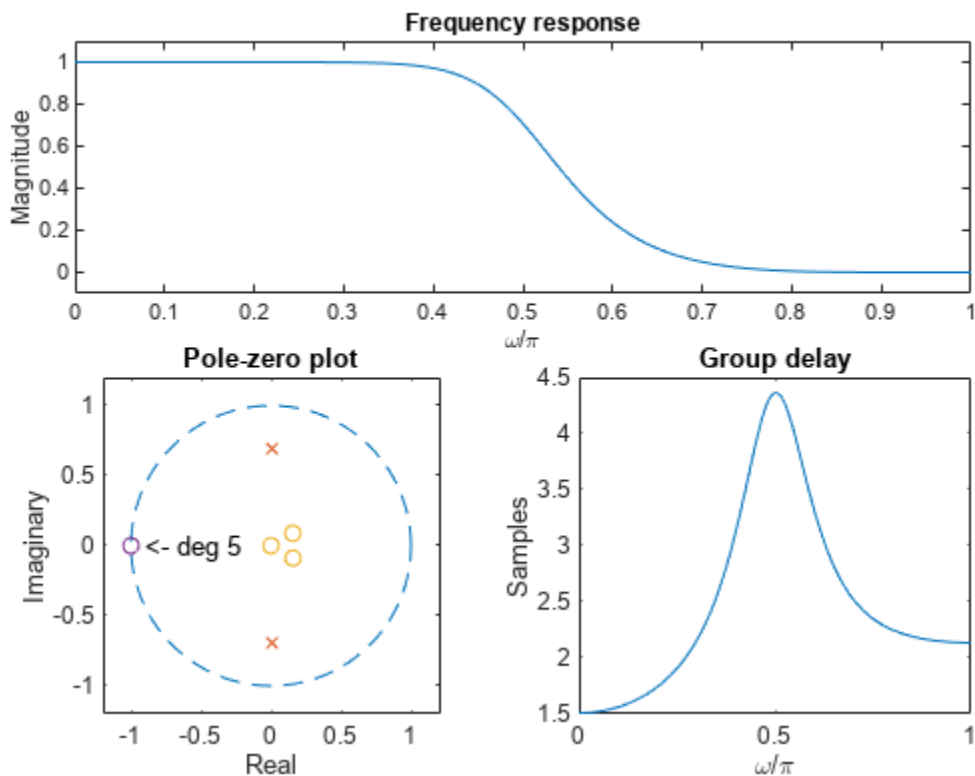 Frequency response
Magnitude
1
0.8
0.6
0.4
0.2
0
0 0.1 0.2 0.3 0.4 0.5 0.6 0.7 0.8 0.9 1
ω/π
Pole-zero plot
Imaginary
1
0.5
0
-0.5
-1
<- deg 5
-1 -0.5 0 0.5 1
Real
Group delay
Samples
4.5
4
3.5
3
2.5
2
1.5
0 0.5 1
ω/π